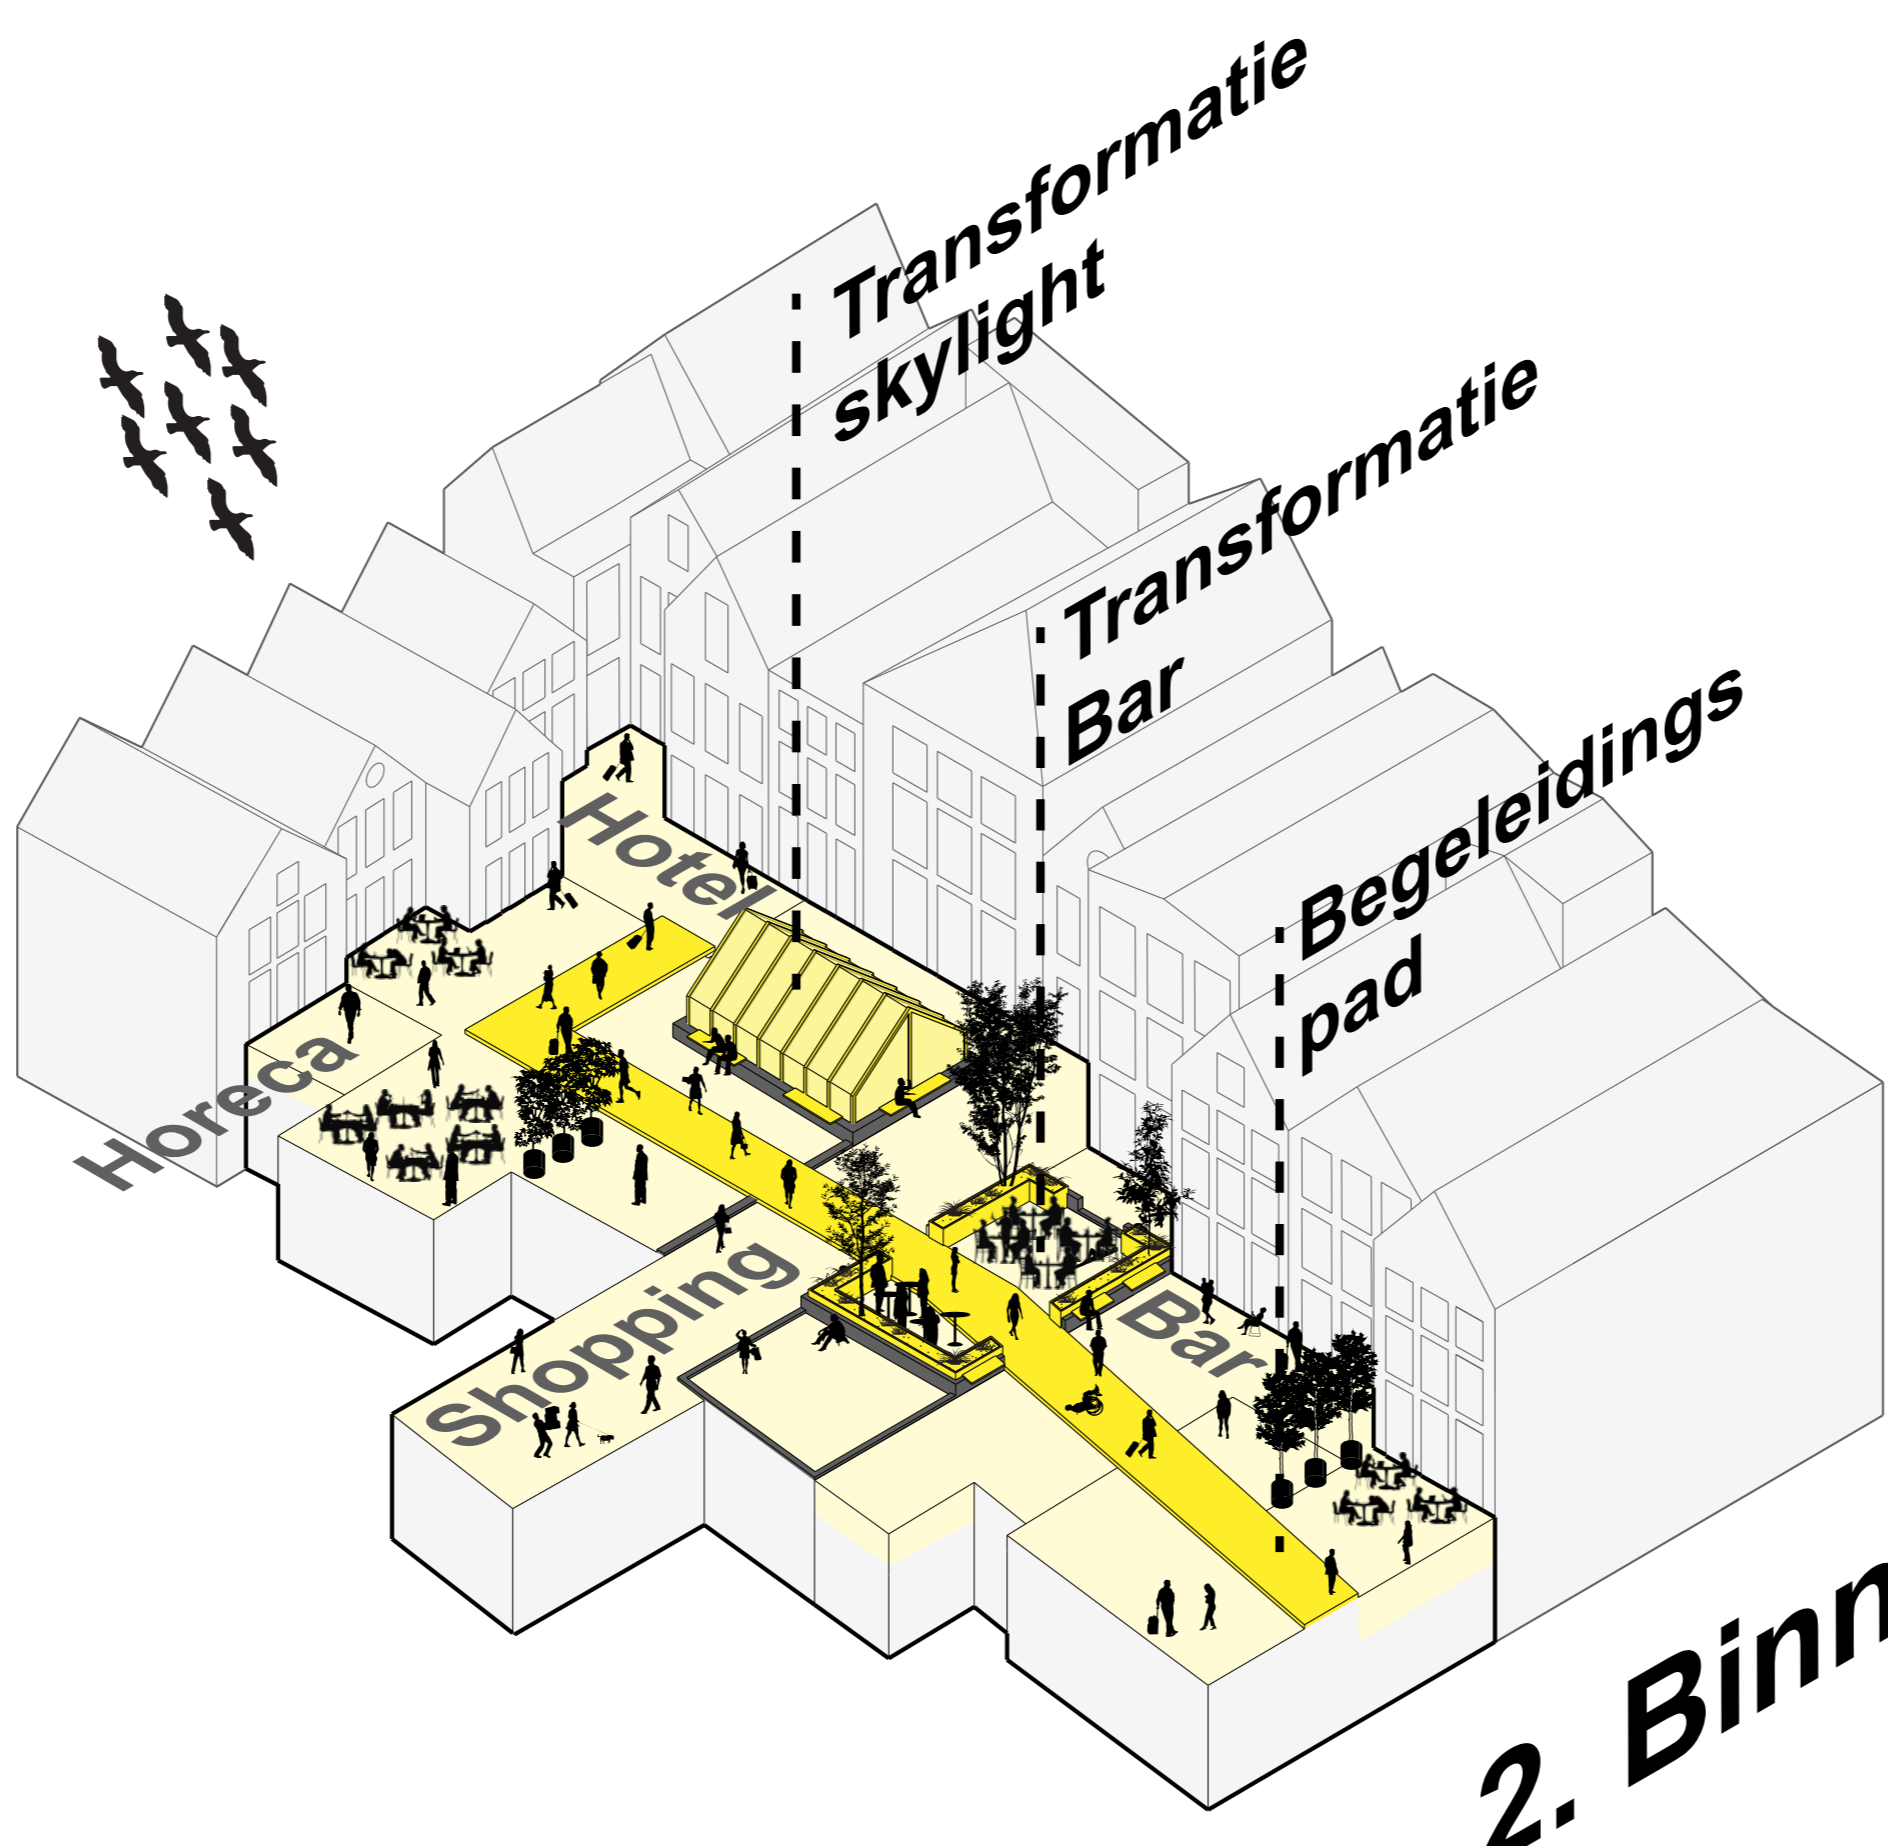 Transformatie
skylight
Transformatie
Bar
Begeleidings
pad
Hotel
Horeca
Shopping
Bar
2. Binn